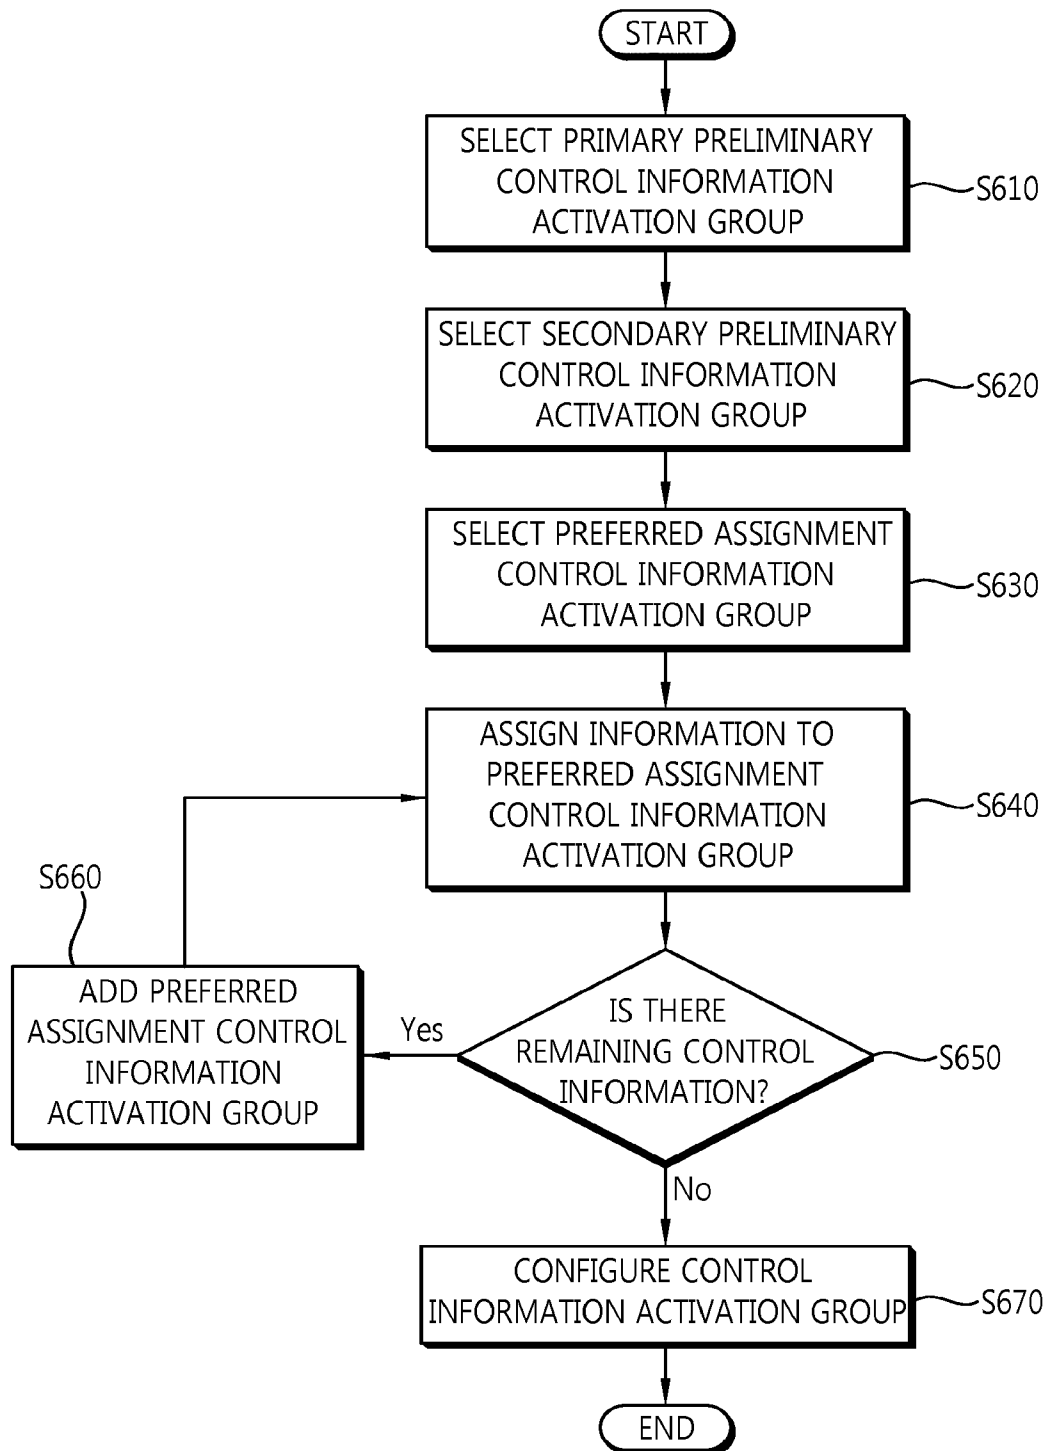 START
SELECT PRIMARY PRELIMINARY
CONTROL INFORMATION
ACTIVATION GROUP
S610
SELECT SECONDARY PRELIMINARY
CONTROL INFORMATION
ACTIVATION GROUP
S620
SELECT PREFERRED ASSIGNMENT
CONTROL INFORMATION
ACTIVATION GROUP
S630
ASSIGN INFORMATION TO
PREFERRED ASSIGNMENT
CONTROL INFORMATION
ACTIVATION GROUP
S640
S660
ADD PREFERRED
ASSIGNMENT CONTROL
INFORMATION
ACTIVATION GROUP
Yes
IS THERE
REMAINING CONTROL
INFORMATION?
S650
No
CONFIGURE CONTROL
INFORMATION ACTIVATION GROUP
S670
END